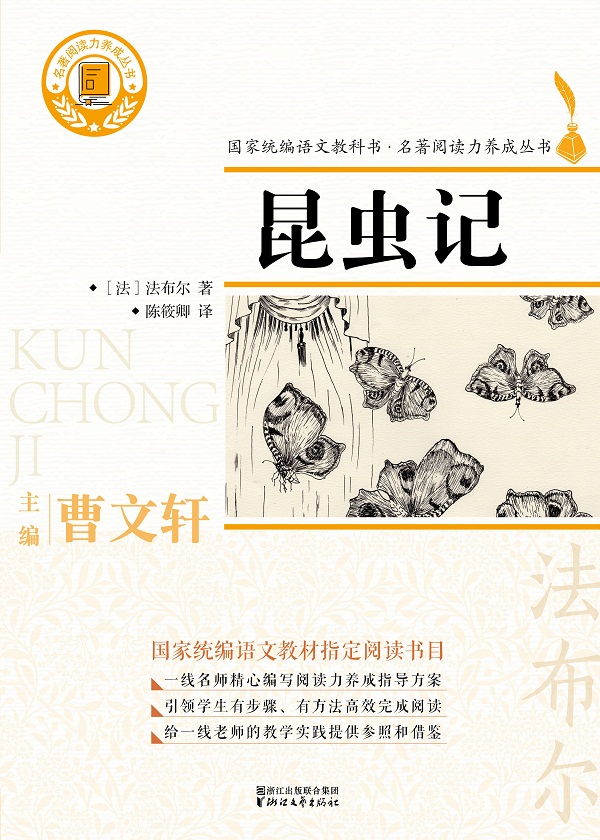 名著阅读力养成丛书
国家统编语文教科书·名著阅读力养成丛书
昆虫记
[法]法布尔 著
陈筱卿 译
KUN
CHONG
JI
主编
曹文轩
法布尔
国家统编语文教材指定阅读书目
一线名师精心编写阅读力养成指导方案
引领学生有步骤、有方法高效完成阅读
给一线老师的教学实践提供参照和借鉴
浙江出版联合集团
浙江文艺出版社